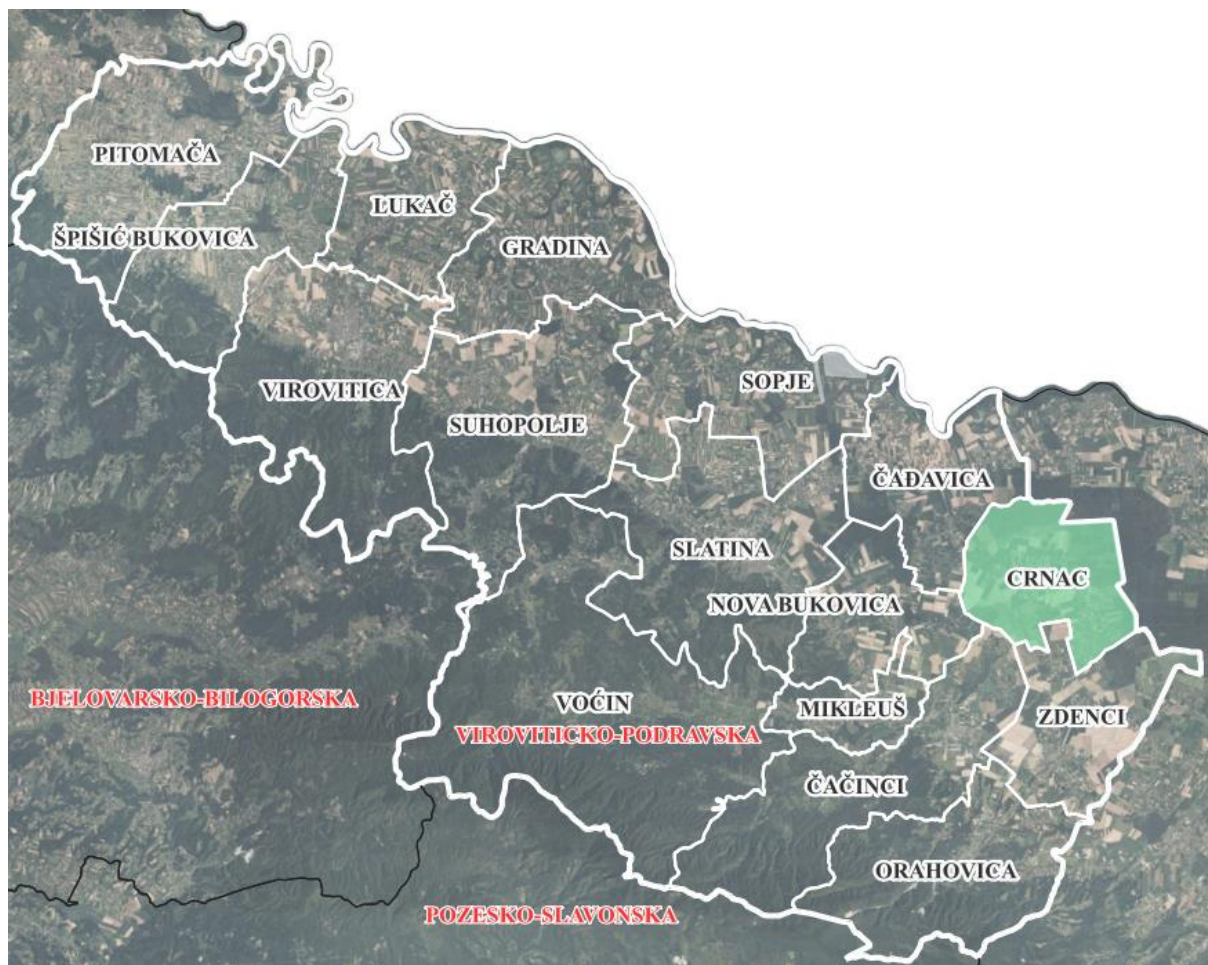 PITOMAČA
LUKAČ
ŠPIŠIĆ BUKOVICA
GRADINA
VIROVITICA
SOPJE
SUHOPOLJE
ČAĐAVICA
SLATINA
CRNAC
NOVA BUKOVICA
BJELOVARSKO-BILOGORSKA
VOĆIN
MIKLEUŠ
ZDENCI
VIROVITICKO-PODRAVSKA
ČAČINCI
ORAHOVICA
POZESKO-SLAVONSKA